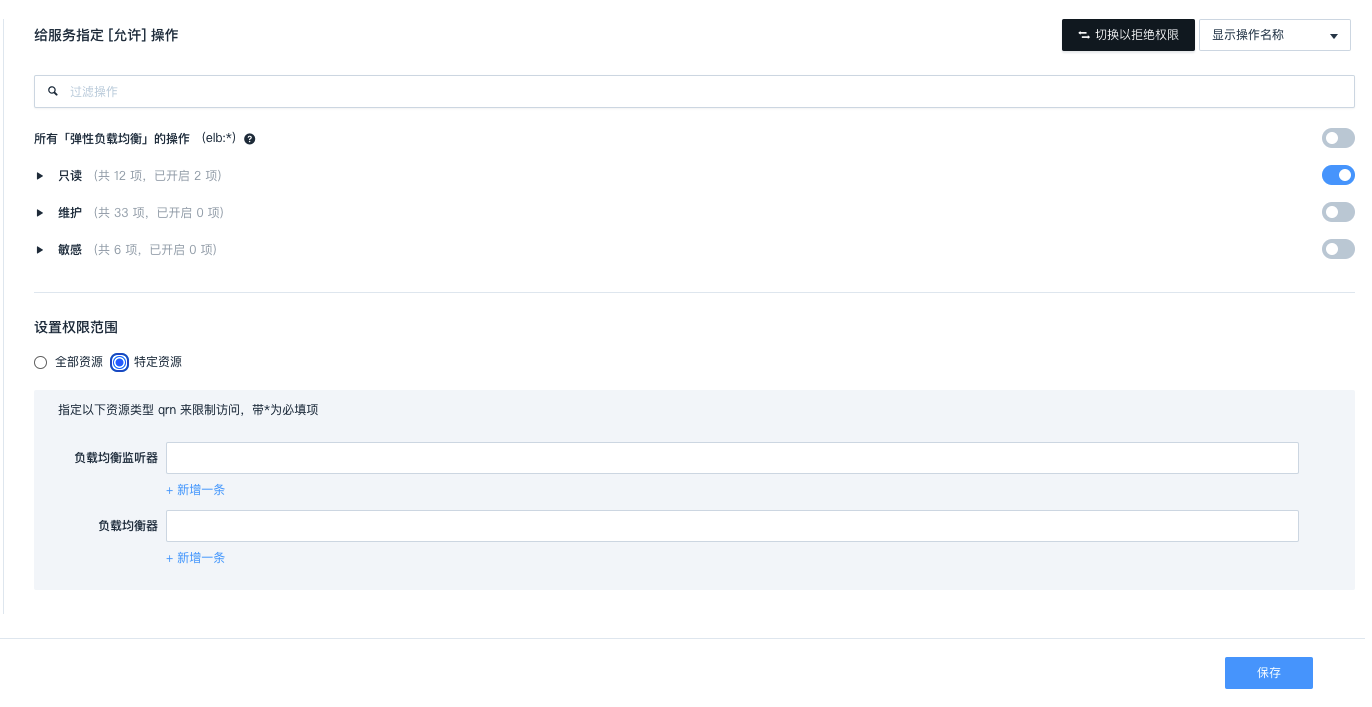 给服务指定 [允许] 操作
切换以拒绝权限
显示操作名称
过滤操作
所有「弹性负载均衡」的操作 (elb:*)
只读 (共 12 项，已开启 2 项)
维护 (共 33 项，已开启 0 项)
敏感 (共 6 项，已开启 0 项)
设置权限范围
全部资源 特定资源
指定以下资源类型 qrn 来限制访问，带*为必填项
负载均衡监听器
+ 新增一条
负载均衡器
+ 新增一条
保存